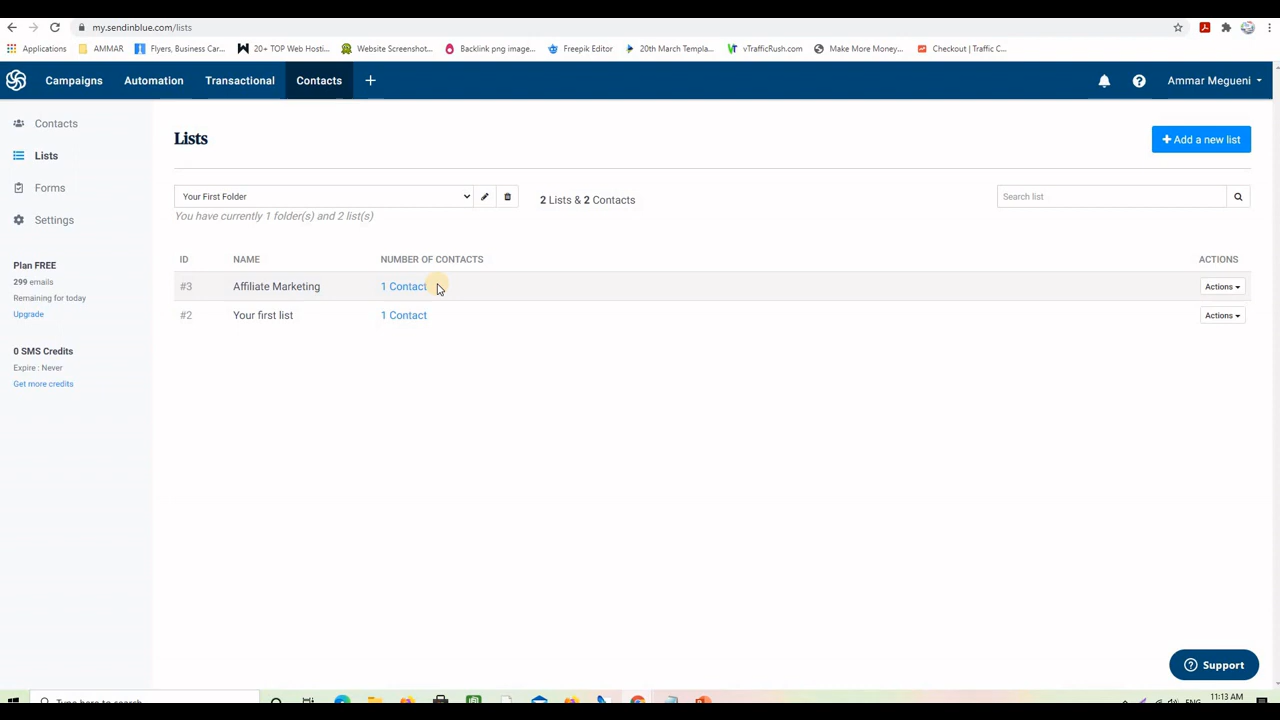 my.sendinblue.com/lists
Applications AMMAR Flyers, Business Car... 20+ TOP Web Hosti... Website Screenshot... Backlink png image... Freepik Editor 20th March Templa... vTrafficRush.com Make More Money... Checkout | Traffic C...
Campaigns Automation Transactional Contacts + Ammar Megueni
Contacts
Lists
Forms
Settings
Plan FREE
299 emails
Remaining for today
Upgrade
0 SMS Credits
Expire : Never
Get more credits
Lists
+ Add a new list
Your First Folder
2 Lists & 2 Contacts
Search list
You have currently 1 folder(s) and 2 list(s)
ID NAME NUMBER OF CONTACTS ACTIONS
#3 Affiliate Marketing 1 Contact Actions
#2 Your first list 1 Contact Actions
Support
Type here to search
ENG
11:13 AM